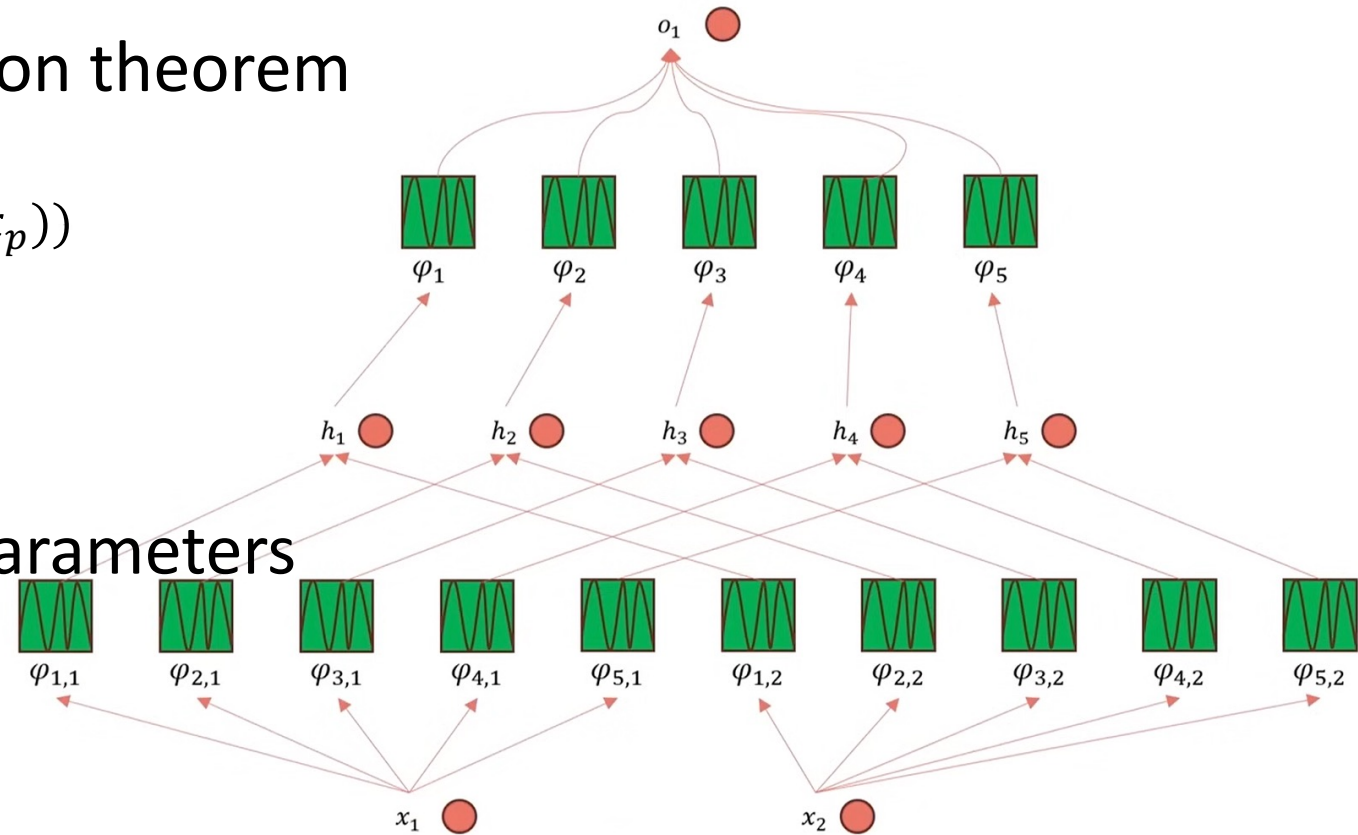 o₁
on theorem
ₚ))
φ₁ φ₂ φ₃ φ₄ φ₅
h₁ h₂ h₃ h₄ h₅
arameters
φ₁,₁ φ₂,₁ φ₃,₁ φ₄,₁ φ₅,₁ φ₁,₂ φ₂,₂ φ₃,₂ φ₄,₂ φ₅,₂
x₁ x₂